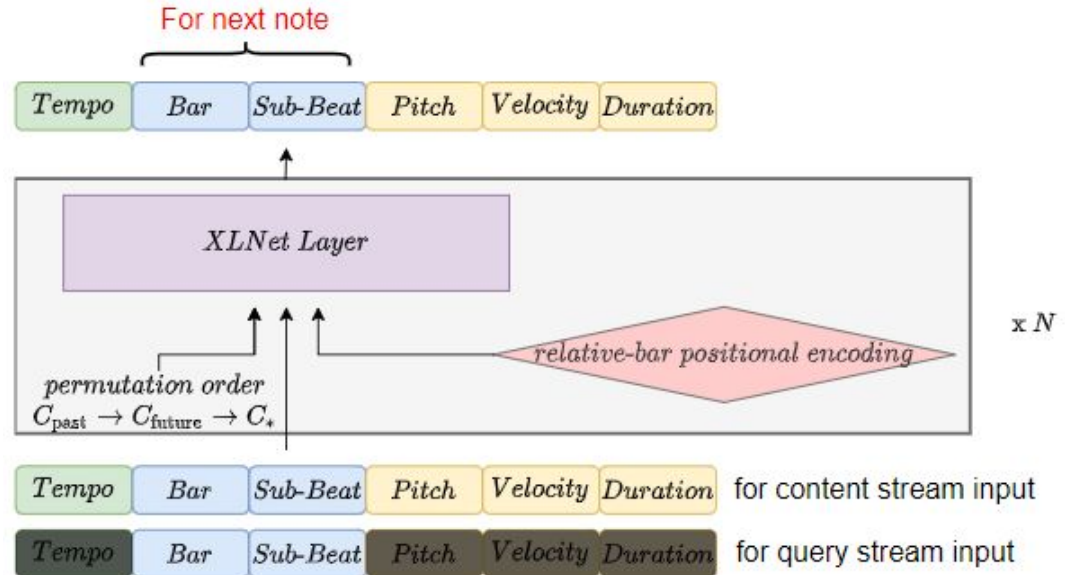 For next note
Tempo Bar Sub-Beat Pitch Velocity Duration
XLNet Layer
x N
relative-bar positional encoding
permutation order
C_past → C_future → C_*
Tempo Bar Sub-Beat Pitch Velocity Duration for content stream input
Tempo Bar Sub-Beat Pitch Velocity Duration for query stream input